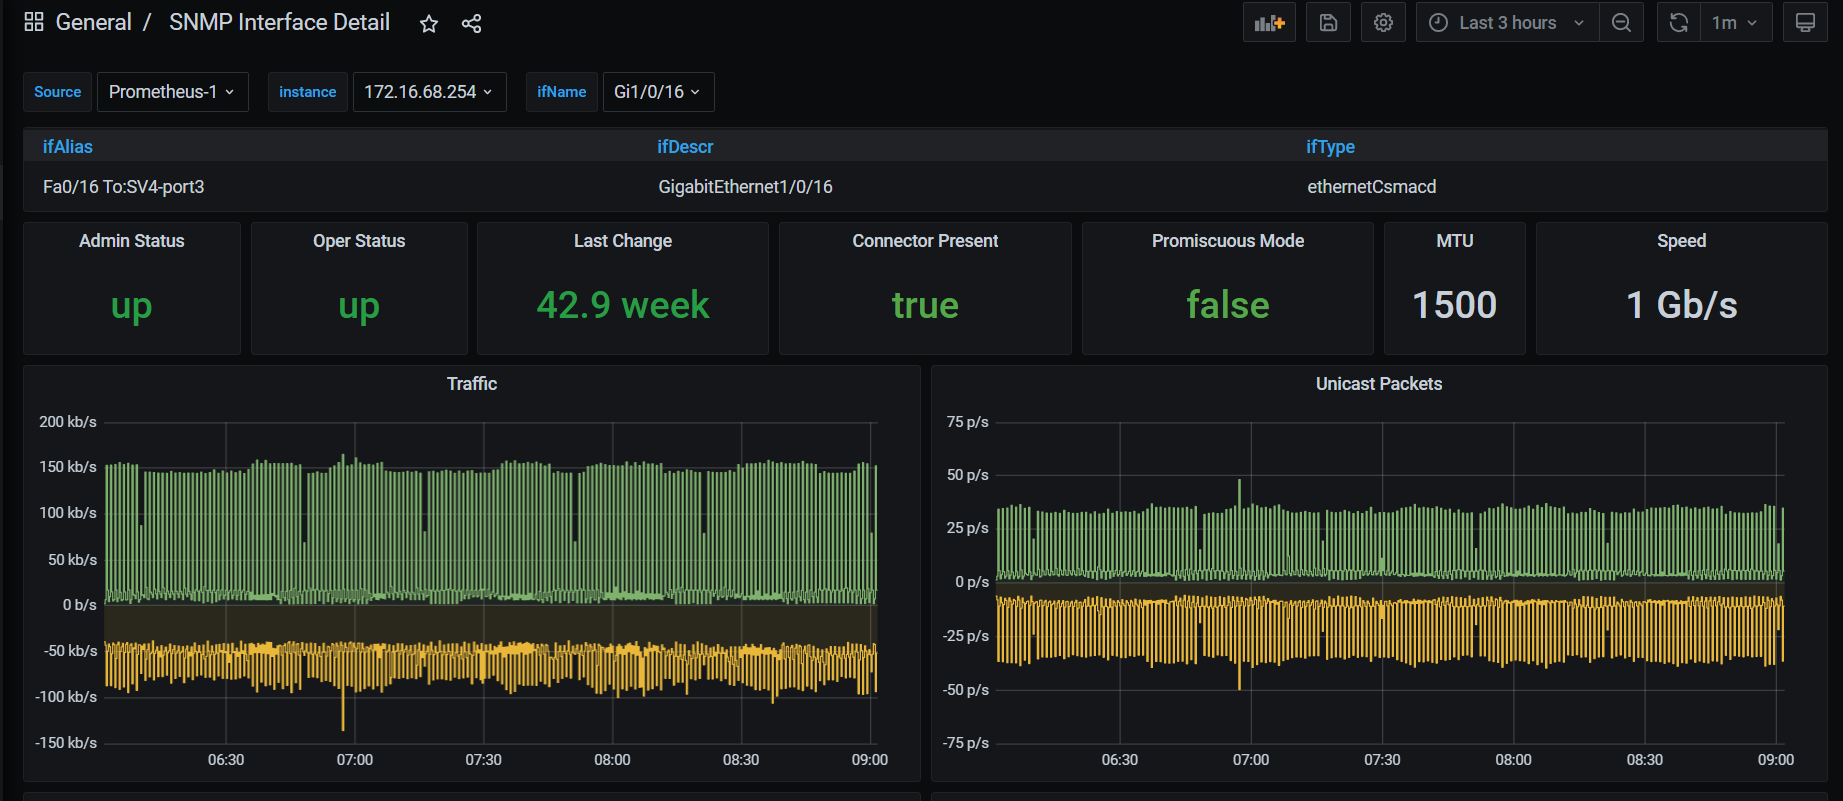 General / SNMP Interface Detail
Last 3 hours
1m
Source Prometheus-1 instance 172.16.68.254 ifName Gi1/0/16
ifAlias ifDescr ifType
Fa0/16 To:SV4-port3 GigabitEthernet1/0/16 ethernetCsmacd
Admin Status
up
Oper Status
up
Last Change
42.9 week
Connector Present
true
Promiscuous Mode
false
MTU
1500
Speed
1 Gb/s
Traffic
200 kb/s
150 kb/s
100 kb/s
50 kb/s
0 b/s
-50 kb/s
-100 kb/s
-150 kb/s
06:30 07:00 07:30 08:00 08:30 09:00
Unicast Packets
75 p/s
50 p/s
25 p/s
0 p/s
-25 p/s
-50 p/s
-75 p/s
06:30 07:00 07:30 08:00 08:30 09:00